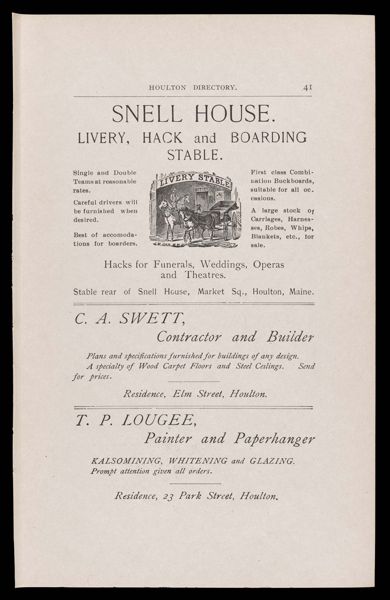 HOULTON DIRECTORY. 41
SNELL HOUSE.
LIVERY, HACK and BOARDING
STABLE.
Single and Double
Teams at reasonable
rates.
Careful drivers will
be furnished when
desired.
Best of accomoda-
tions for boarders.
LIVERY STABLE
First class Combi-
nation Buckboards,
suitable for all oc-
casions.
A large stock of
Carriages, Harnes-
ses, Robes, Whips,
Blankets, etc., for
sale.
Hacks for Funerals, Weddings, Operas
and Theatres.
Stable rear of Snell House, Market Sq., Houlton, Maine.
C. A. SWETT,
Contractor and Builder
Plans and specifications furnished for buildings of any design.
A specialty of Wood Carpet Floors and Steel Ceilings. Send
for prices.
Residence, Elm Street, Houlton.
T. P. LOUGEE,
Painter and Paperhanger
KALSOMINING, WHITENING and GLAZING.
Prompt attention given all orders.
Residence, 23 Park Street, Houlton.